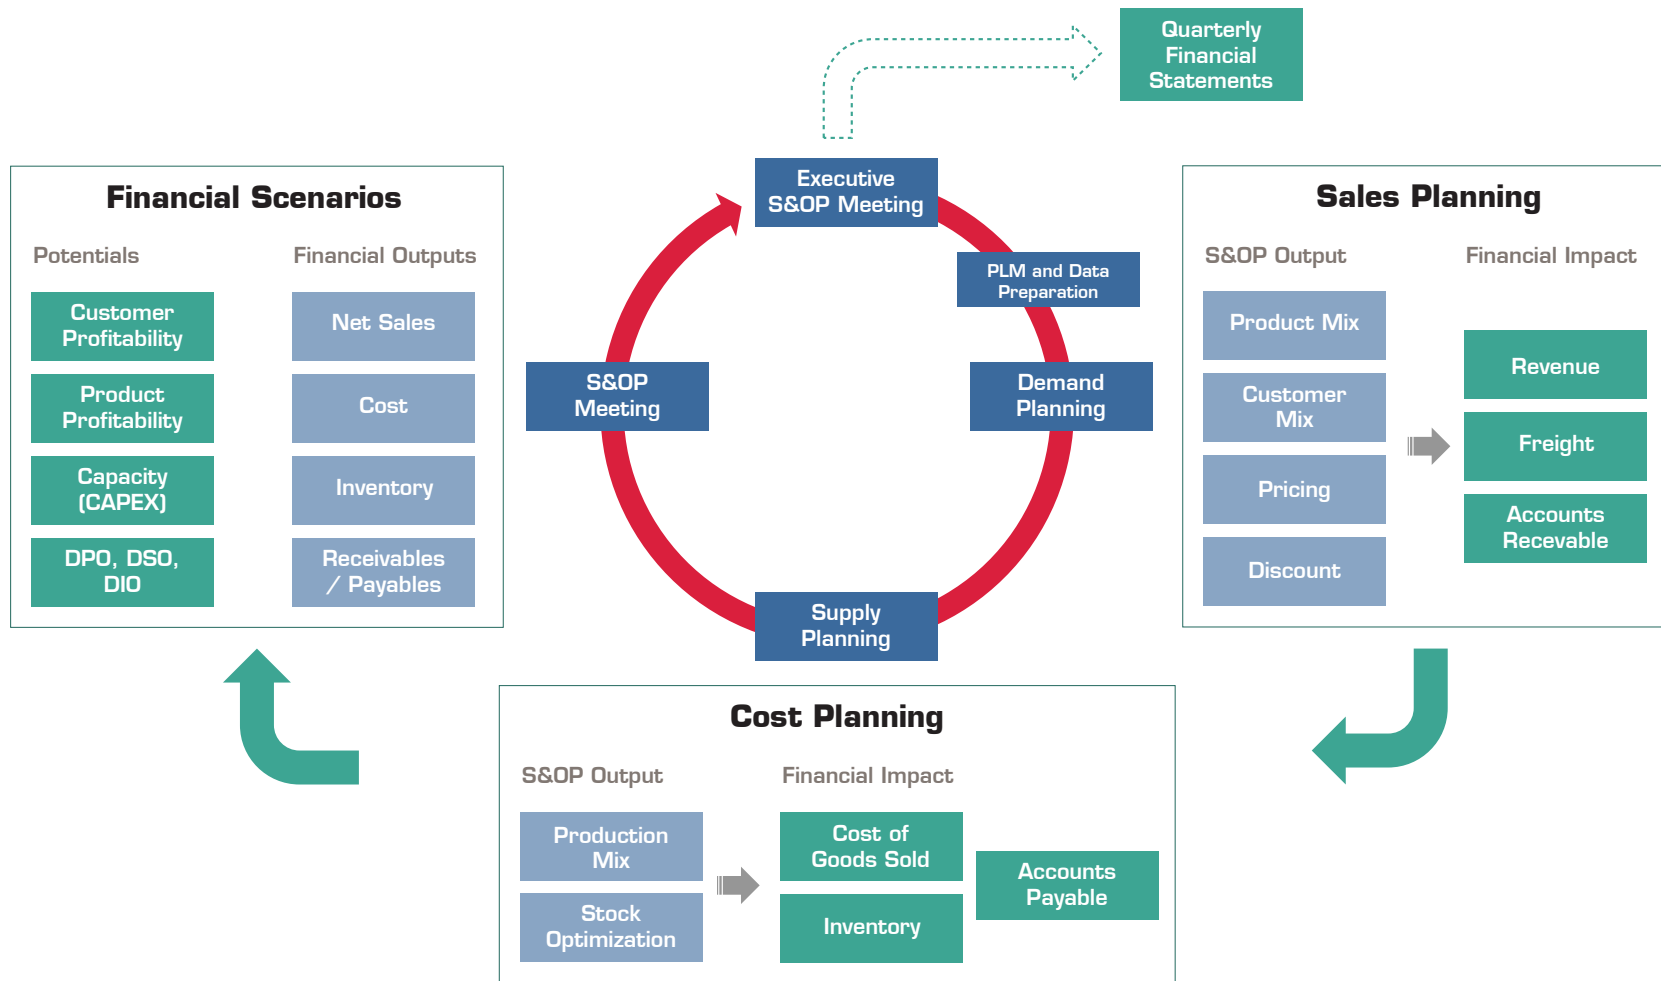 Quarterly
Financial
Statements
Executive
S&OP Meeting
PLM and Data
Preparation
Demand
Planning
Supply
Planning
S&OP
Meeting
Financial Scenarios
Potentials
Financial Outputs
Customer
Profitability
Net Sales
Product
Profitability
Cost
Capacity
(CAPEX)
Inventory
DPO, DSO,
DIO
Receivables
/ Payables
Sales Planning
S&OP Output
Financial Impact
Product Mix
Customer
Mix
Pricing
Discount
Revenue
Freight
Accounts
Recevable
Cost Planning
S&OP Output
Financial Impact
Production
Mix
Stock
Optimization
Cost of
Goods Sold
Inventory
Accounts
Payable